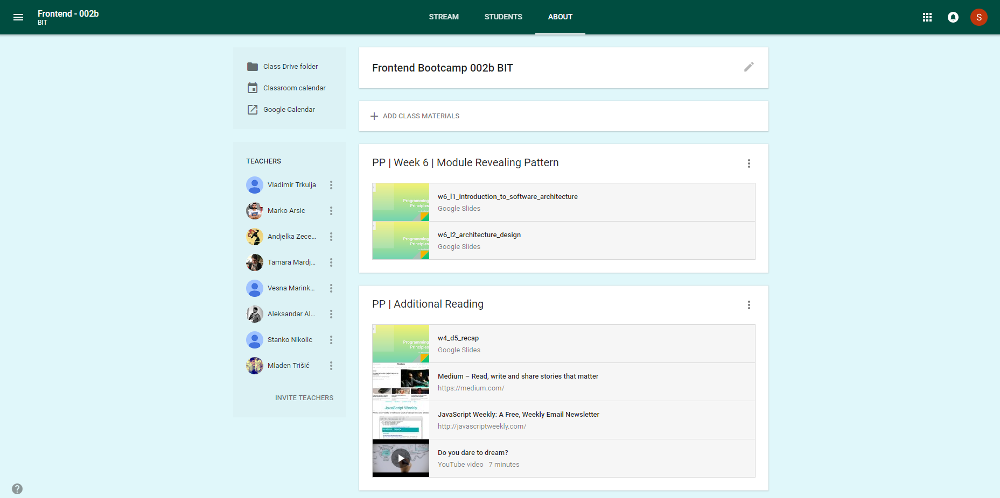 Frontend - 002b
BIT
STREAM
STUDENTS
ABOUT
S
Class Drive folder
Classroom calendar
Google Calendar
TEACHERS
Vladimir Trkulja
Marko Arsic
Andjelka Zece...
Tamara Mardj...
Vesna Marink...
Aleksandar Al...
Stanko Nikolic
Mladen Trišić
INVITE TEACHERS
Frontend Bootcamp 002b BIT
ADD CLASS MATERIALS
PP | Week 6 | Module Revealing Pattern
Programming
Principles
w6_l1_introduction_to_software_architecture
Google Slides
Programming
Principles
w6_l2_architecture_design
Google Slides
PP | Additional Reading
Programming
Principles
w4_d5_recap
Google Slides
Medium
Medium – Read, write and share stories that matter
https://medium.com/
JavaScript Weekly
JavaScript Weekly: A Free, Weekly Email Newsletter
http://javascriptweekly.com/
Do you dare to dream?
YouTube video 7 minutes
?